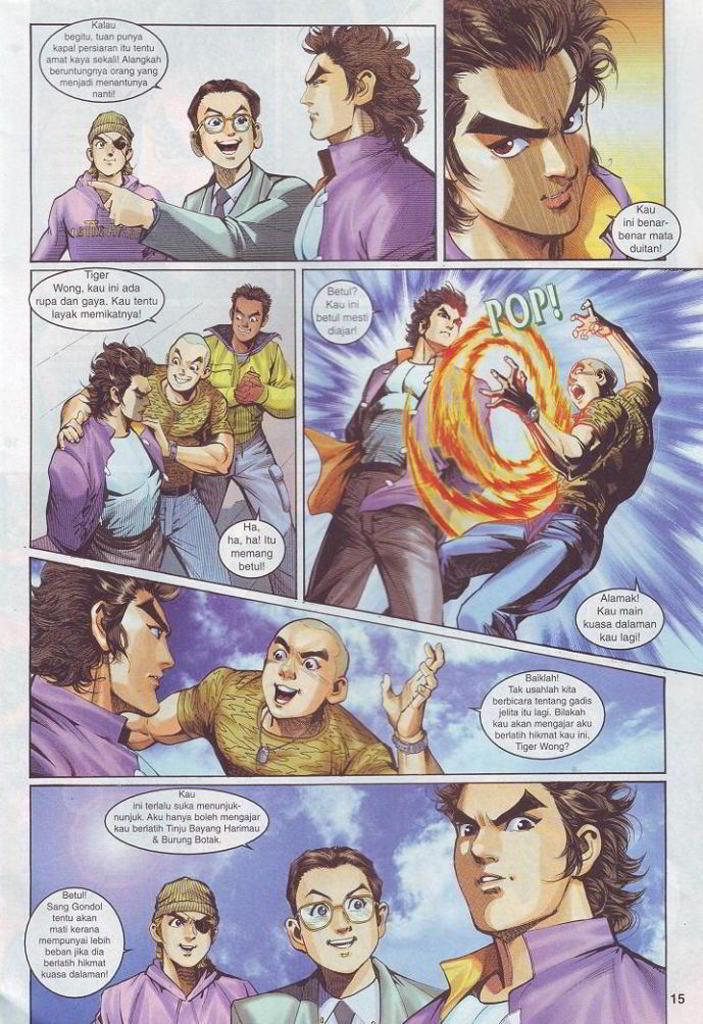 Kalau
begitu, tuan punya
kapal persiaran itu tentu
amat kaya sekali! Alangkah
beruntungnya orang yang
menjadi menantunya
nanti!
Kau
ini benar-
benar mata
duitan!
Tiger
Wong, kau ini ada
rupa dan gaya. Kau tentu
layak memikatnya!
Ha,
ha, ha! Itu
memang
betul!
Betul?
Kau ini
betul mesti
diajar!
POP!
Alamak!
Kau main
kuasa dalaman
kau lagi!
Baiklah!
Tak usahlah kita
berbicara tentang gadis
jelita itu lagi. Bilakah
kau akan mengajar aku
berlatih hikmat kau ini,
Tiger Wong?
Kau
ini terlalu suka menunjuk-
nunjuk. Aku hanya boleh mengajar
kau berlatih Tinju Bayang Harimau
& Burung Botak.
Betul!
Sang Gondol
tentu akan
mati kerana
mempunyai lebih
beban jika dia
berlatih hikmat
kuasa dalaman!
15